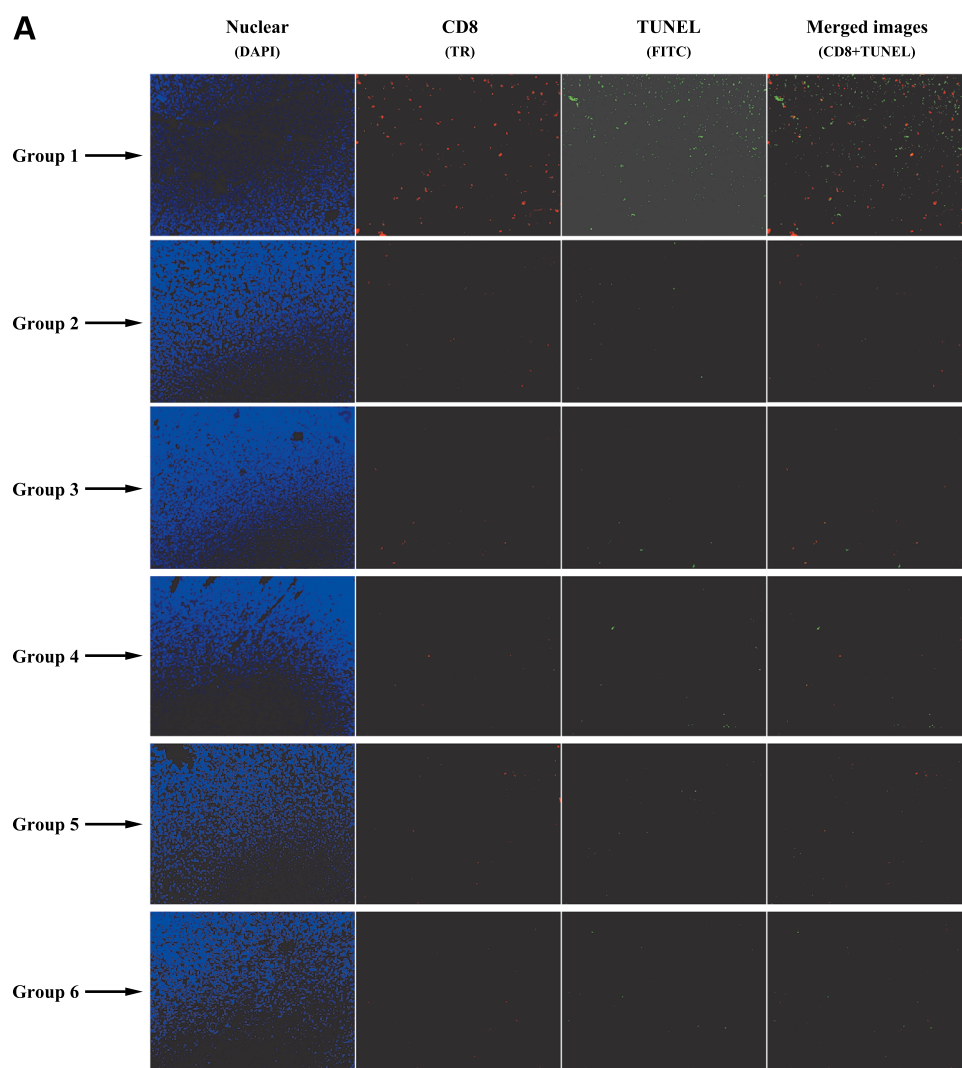 A
Nuclear
(DAPI)
CD8
(TR)
TUNEL
(FITC)
Merged images
(CD8+TUNEL)
Group 1
Group 2
Group 3
Group 4
Group 5
Group 6